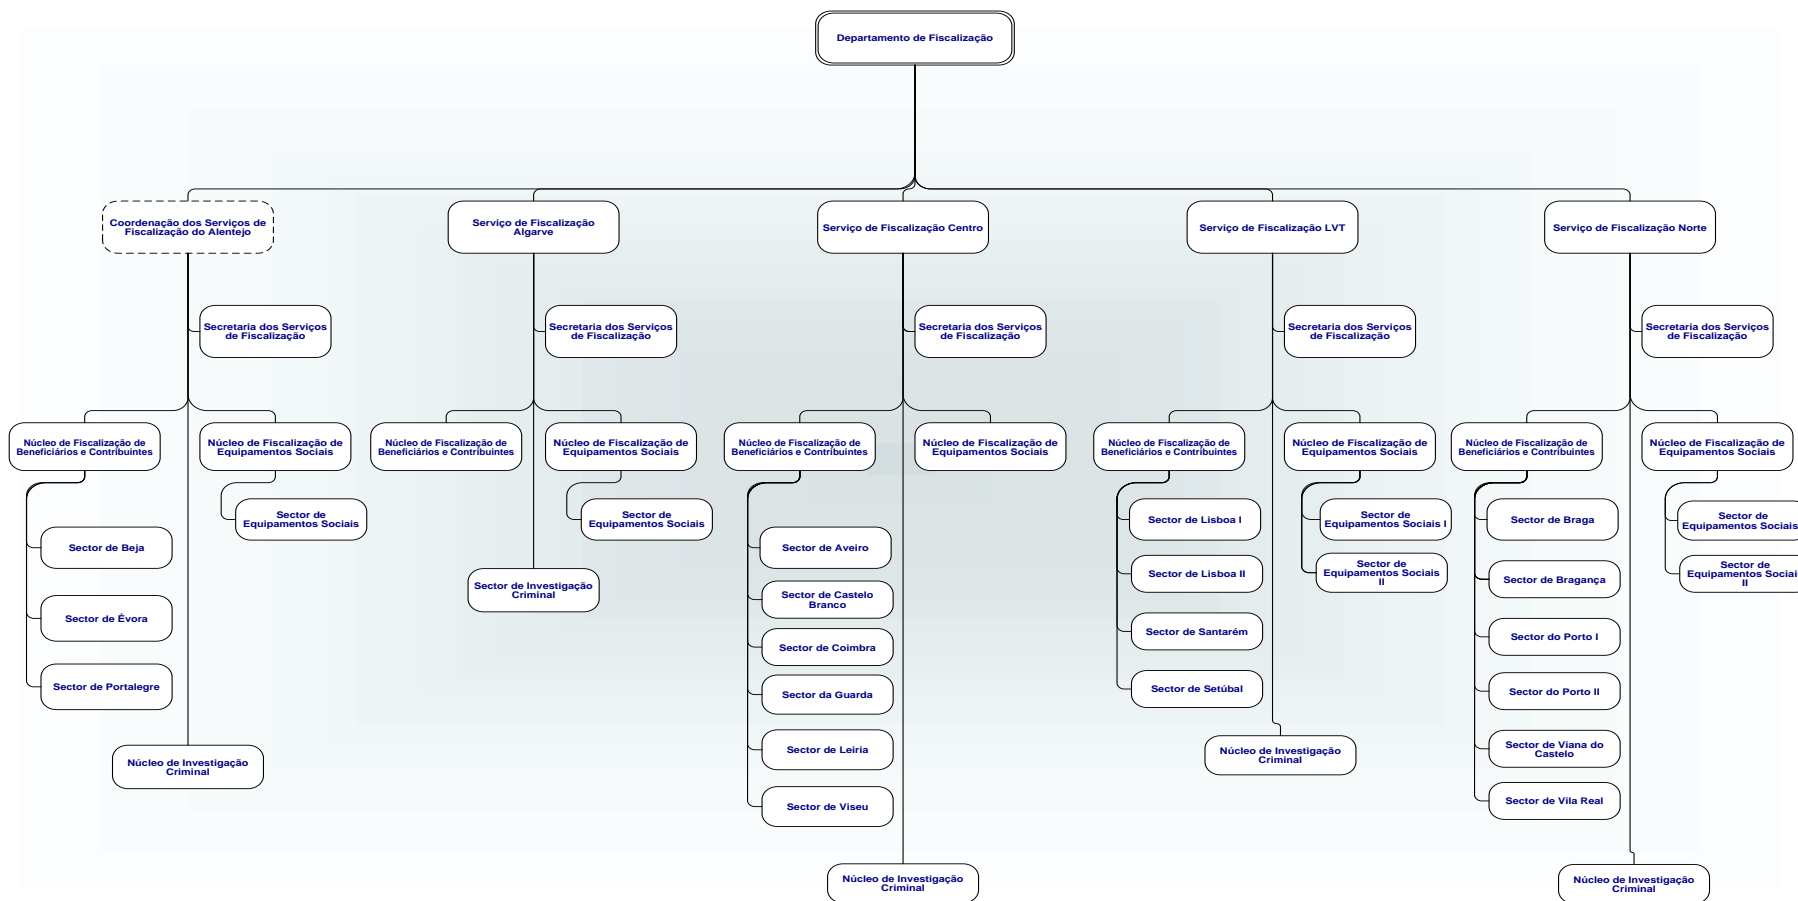 Departamento de Fiscalização
Coordenação dos Serviços de
Fiscalização do Alentejo
Serviço de Fiscalização
Algarve
Serviço de Fiscalização Centro
Serviço de Fiscalização LVT
Serviço de Fiscalização Norte
Secretaria dos Serviços
de Fiscalização
Secretaria dos Serviços
de Fiscalização
Secretaria dos Serviços
de Fiscalização
Secretaria dos Serviços
de Fiscalização
Secretaria dos Serviços
de Fiscalização
Núcleo de Fiscalização de
Beneficiários e Contribuintes
Núcleo de Fiscalização de
Equipamentos Sociais
Núcleo de Fiscalização de
Beneficiários e Contribuintes
Núcleo de Fiscalização de
Equipamentos Sociais
Núcleo de Fiscalização de
Beneficiários e Contribuintes
Núcleo de Fiscalização de
Equipamentos Sociais
Núcleo de Fiscalização de
Beneficiários e Contribuintes
Núcleo de Fiscalização de
Equipamentos Sociais
Núcleo de Fiscalização de
Beneficiários e Contribuintes
Núcleo de Fiscalização de
Equipamentos Sociais
Sector de Beja
Sector de Évora
Sector de Portalegre
Sector de
Equipamentos Sociais
Núcleo de Investigação
Criminal
Sector de
Equipamentos Sociais
Sector de Investigação
Criminal
Sector de Aveiro
Sector de Castelo
Branco
Sector de Coimbra
Sector da Guarda
Sector de Leiria
Sector de Viseu
Núcleo de Investigação
Criminal
Sector de Lisboa I
Sector de Lisboa II
Sector de Santarém
Sector de Setúbal
Sector de
Equipamentos Sociais I
Sector de
Equipamentos Sociais
II
Núcleo de Investigação
Criminal
Sector de Braga
Sector de Bragança
Sector do Porto I
Sector do Porto II
Sector de Viana do
Castelo
Sector de Vila Real
Sector de
Equipamentos Sociais
Sector de
Equipamentos Sociais
II
Núcleo de Investigação
Criminal